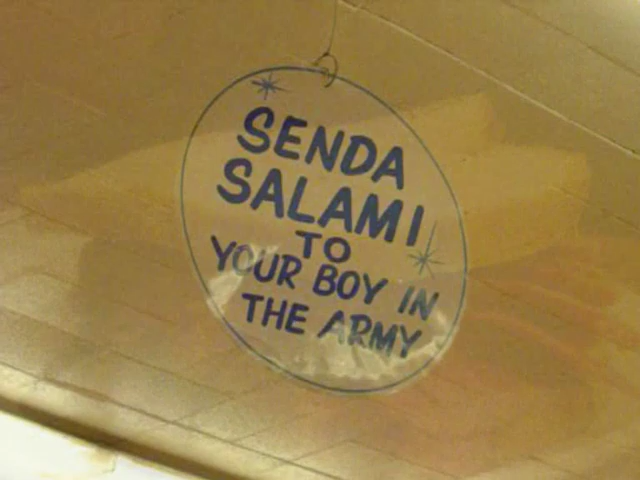 SENDA
SALAMI
TO
YOUR BOY IN
THE ARMY